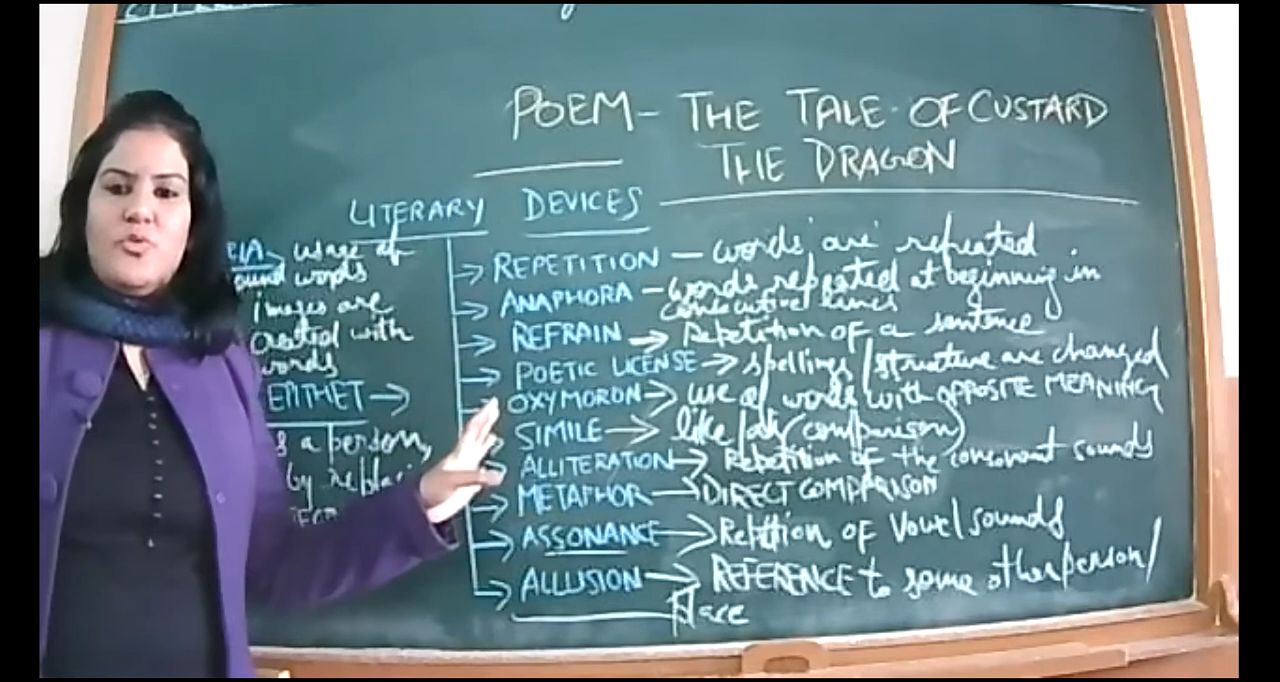 POEM- THE TALE OF CUSTARD
THE DRAGON
LITERARY DEVICES
usage of
ound words
images are
created with
words
EPITHET →
s a person,
by replaci
→ REPETITION - words are repeated
→ ANAPHORA - words repeated at beginning in
consecutive lines
→ REFRAIN → Repetition of a sentence
→ POETIC LICENSE → spellings/structure are changed
→ OXYMORON → use of words with OPPOSITE MEANING
→ SIMILE → like/as (comparison)
→ ALLITERATION → Repetition of the consonant sounds
→ METAPHOR → DIRECT COMPARISON
→ ASSONANCE → Repttion of Vowel sounds
→ ALLUSION → REFERENCE to some other person/
Place